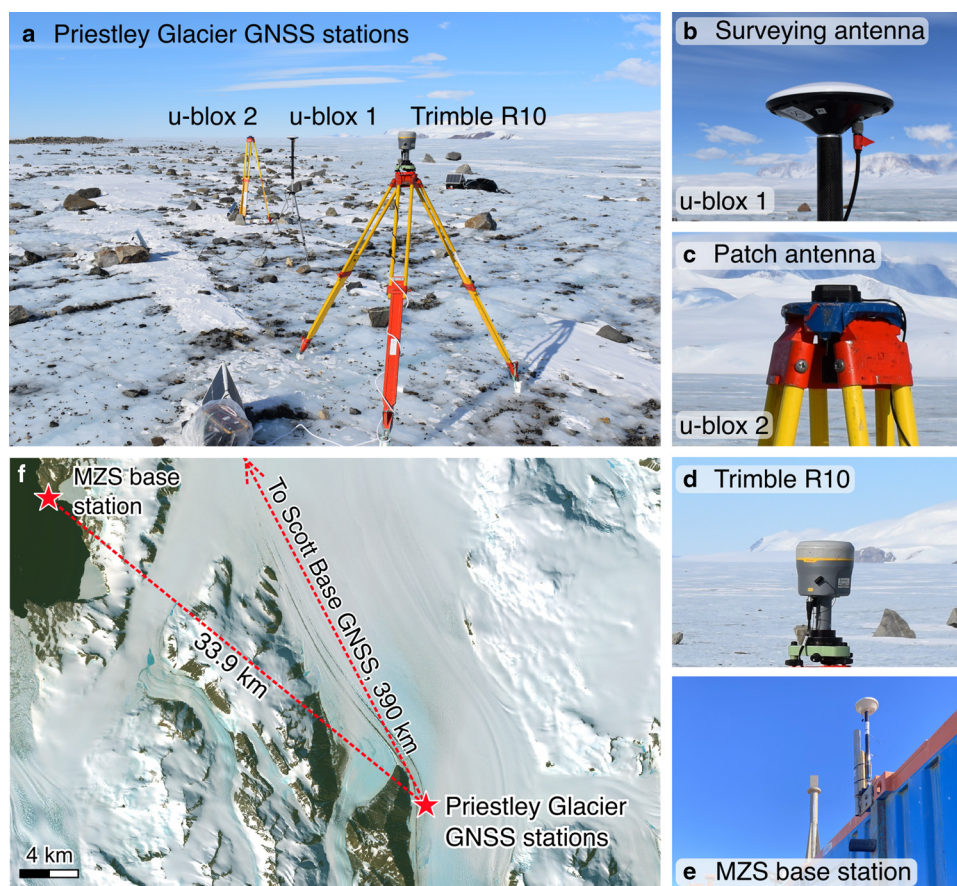 a Priestley Glacier GNSS stations
u-blox 2
u-blox 1
Trimble R10
b Surveying antenna
u-blox 1
c Patch antenna
u-blox 2
d Trimble R10
e MZS base station
f
MZS base
station
To Scott Base GNSS, 390 km
33.9 km
Priestley Glacier
GNSS stations
4 km